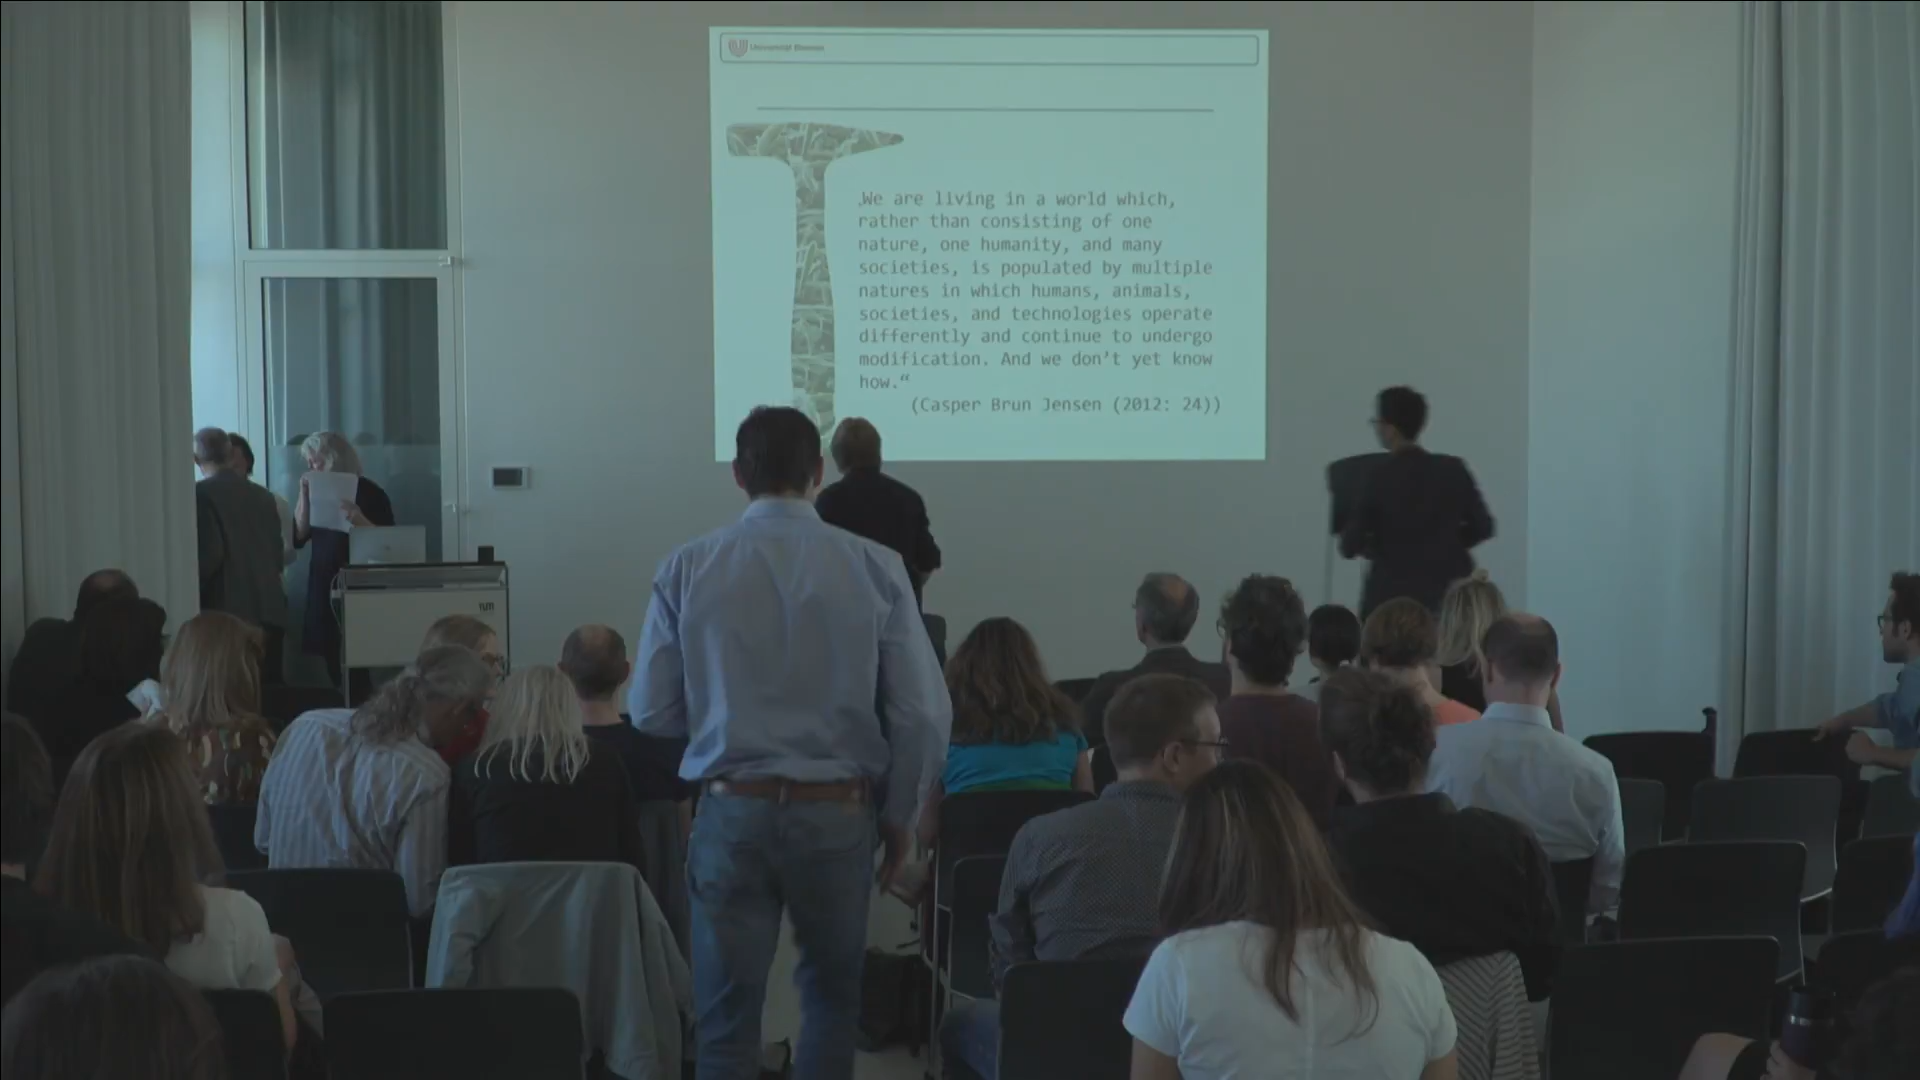 Universität Bremen
„We are living in a world which,
rather than consisting of one
nature, one humanity, and many
societies, is populated by multiple
natures in which humans, animals,
societies, and technologies operate
differently and continue to undergo
modification. And we don't yet know
how.“
(Casper Brun Jensen (2012: 24))